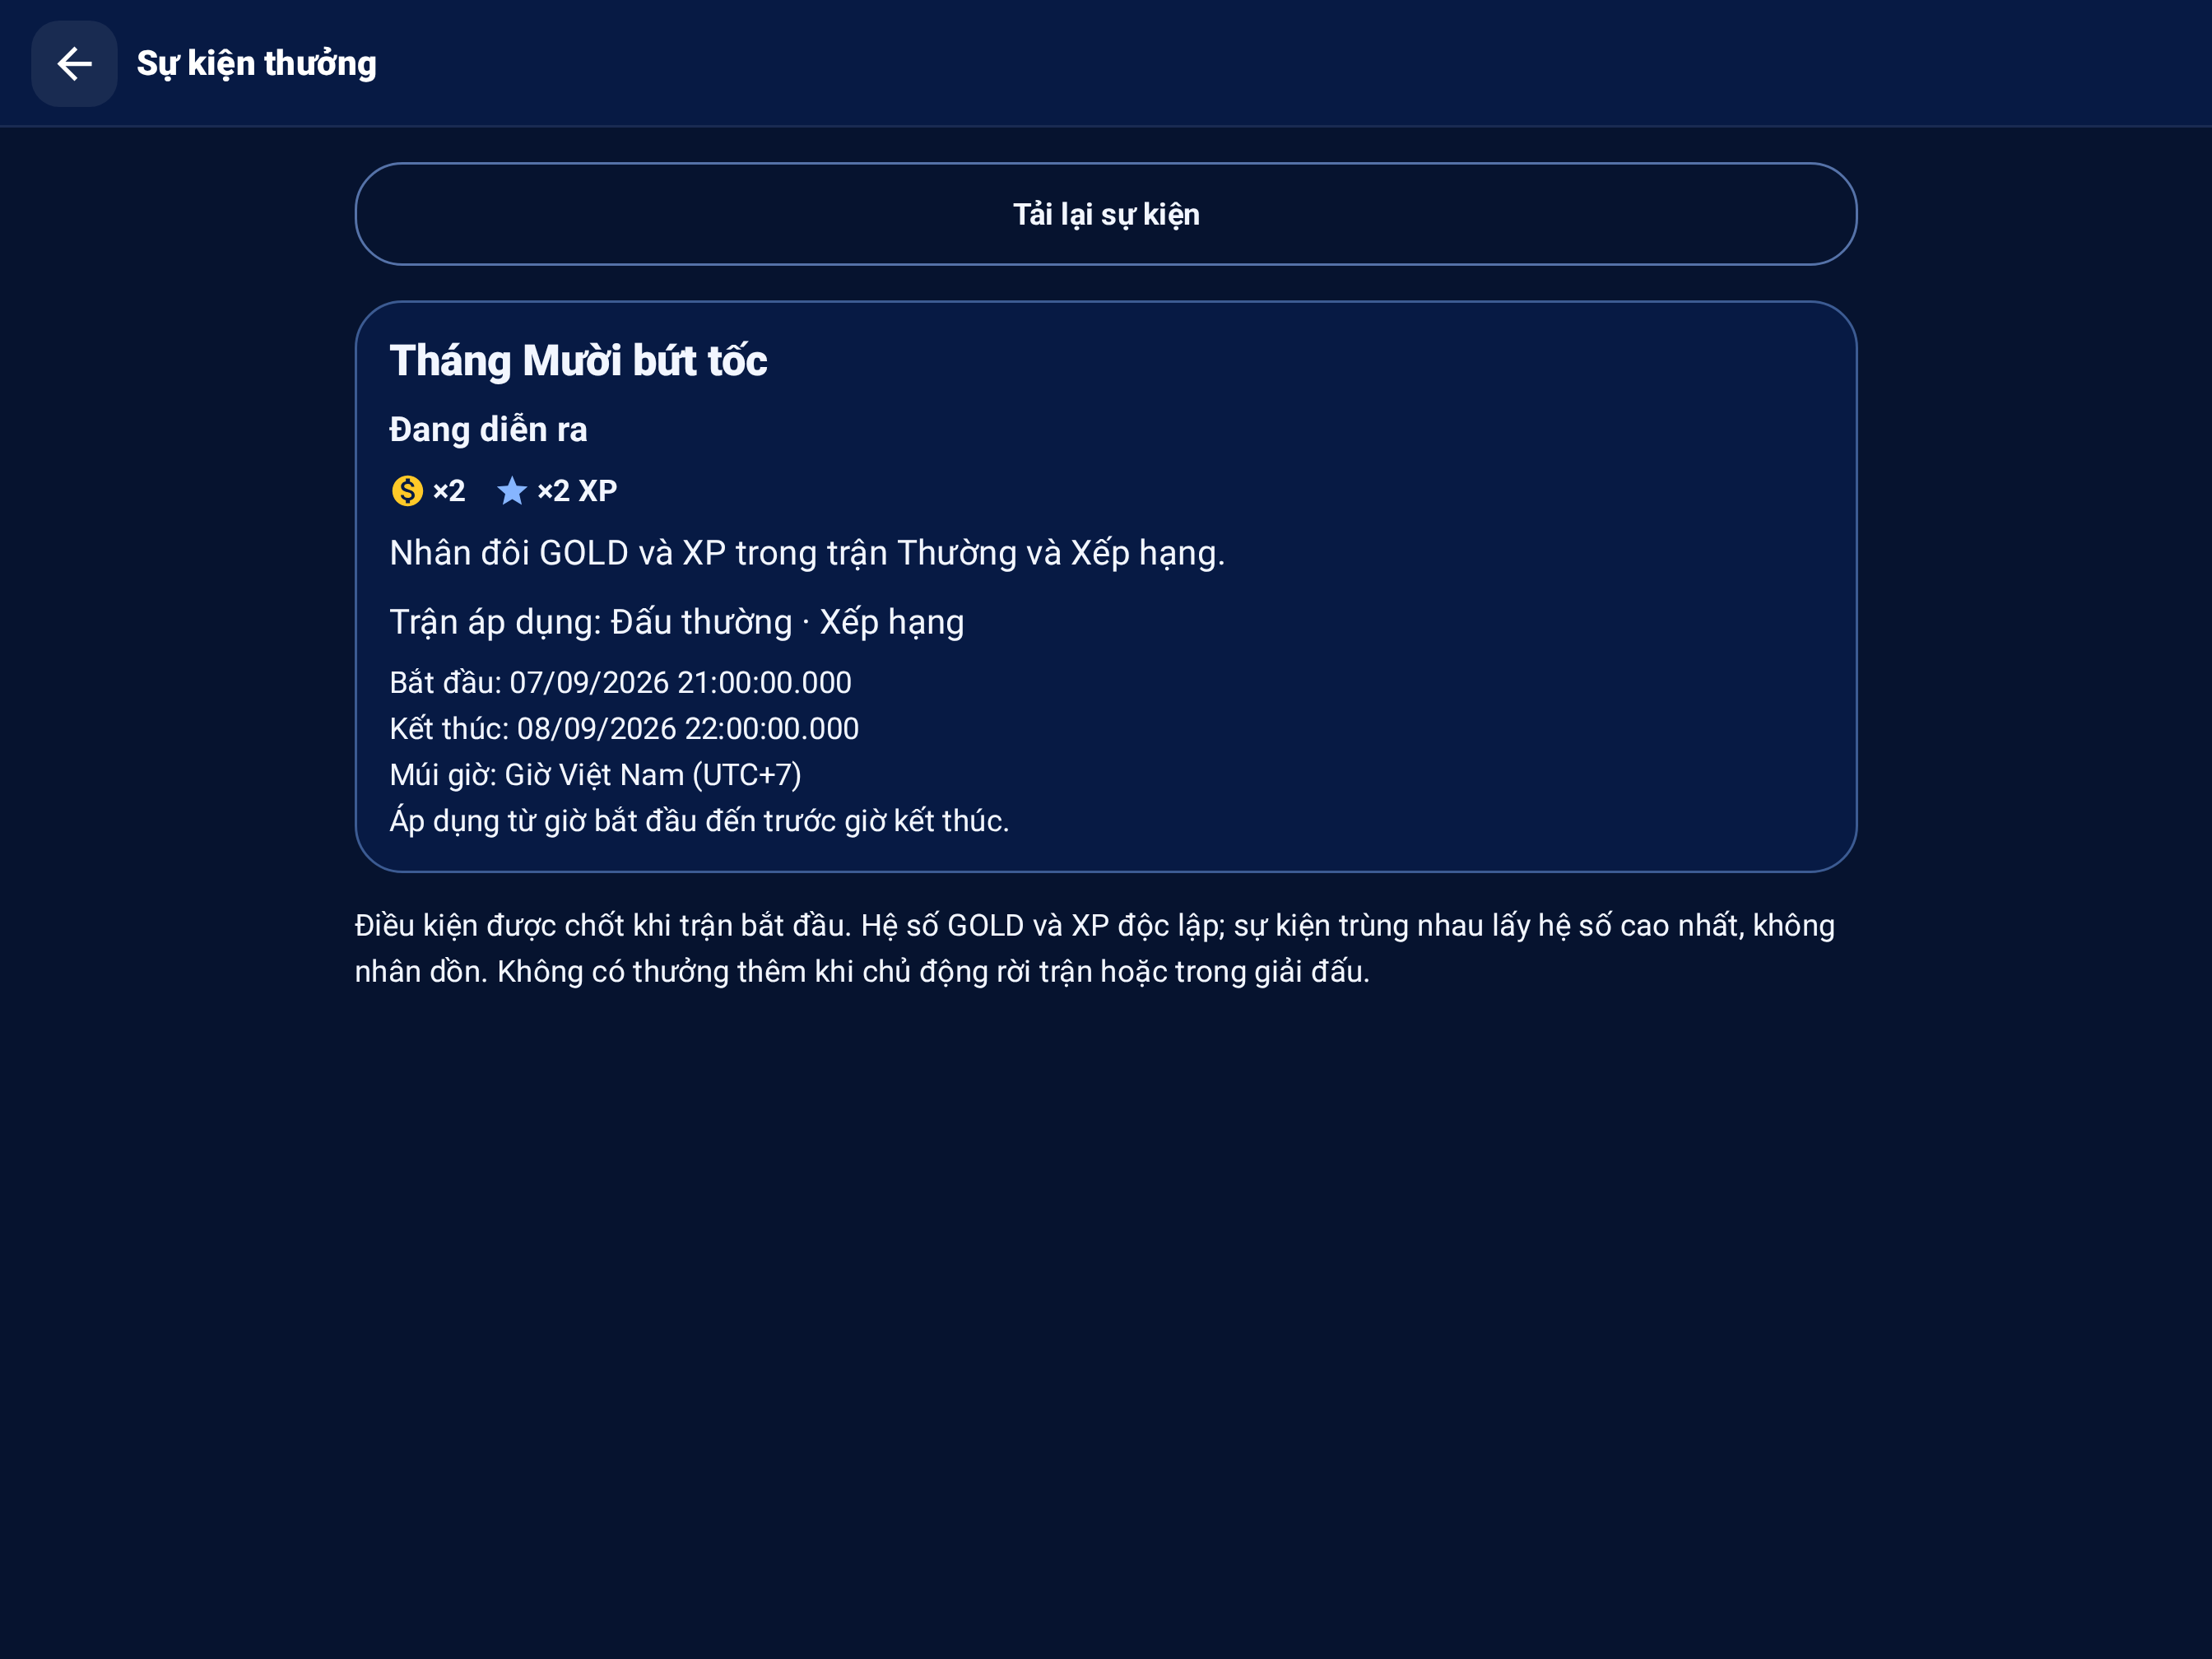 Sự kiện thưởng
Tải lại sự kiện
Tháng Mười bứt tốc
Đang diễn ra
×2 ×2 XP
Nhân đôi GOLD và XP trong trận Thường và Xếp hạng.
Trận áp dụng: Đấu thường · Xếp hạng
Bắt đầu: 07/09/2026 21:00:00.000
Kết thúc: 08/09/2026 22:00:00.000
Múi giờ: Giờ Việt Nam (UTC+7)
Áp dụng từ giờ bắt đầu đến trước giờ kết thúc.
Điều kiện được chốt khi trận bắt đầu. Hệ số GOLD và XP độc lập; sự kiện trùng nhau lấy hệ số cao nhất, không
nhân dồn. Không có thưởng thêm khi chủ động rời trận hoặc trong giải đấu.